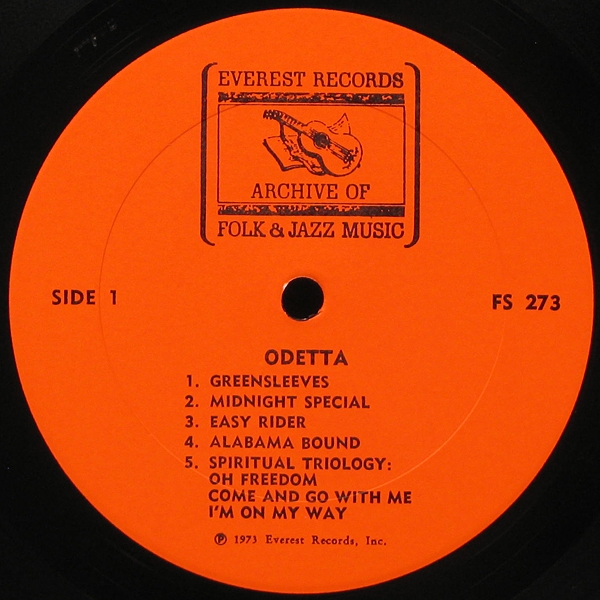 EVEREST RECORDS
ARCHIVE OF
FOLK & JAZZ MUSIC
SIDE 1
FS 273
ODETTA
1. GREENSLEEVES
2. MIDNIGHT SPECIAL
3. EASY RIDER
4. ALABAMA BOUND
5. SPIRITUAL TRIOLOGY:
OH FREEDOM
COME AND GO WITH ME
I'M ON MY WAY
℗ 1973 Everest Records, Inc.